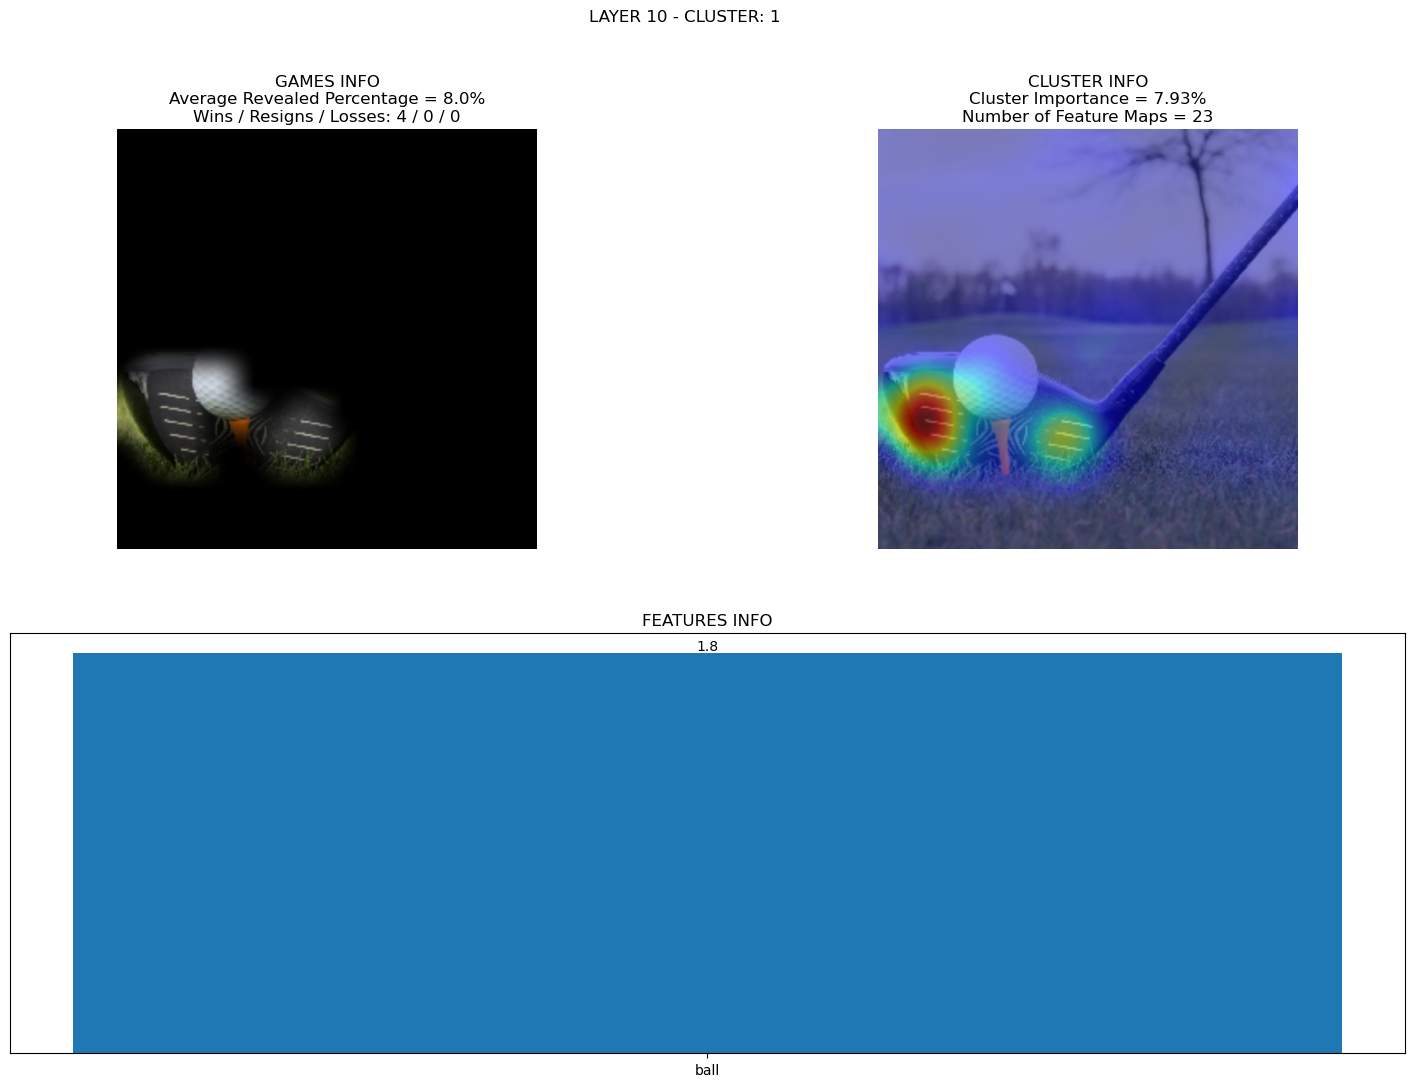 LAYER 10 - CLUSTER: 1
GAMES INFO
Average Revealed Percentage = 8.0%
Wins / Resigns / Losses: 4 / 0 / 0
CLUSTER INFO
Cluster Importance = 7.93%
Number of Feature Maps = 23
FEATURES INFO
1.8
ball